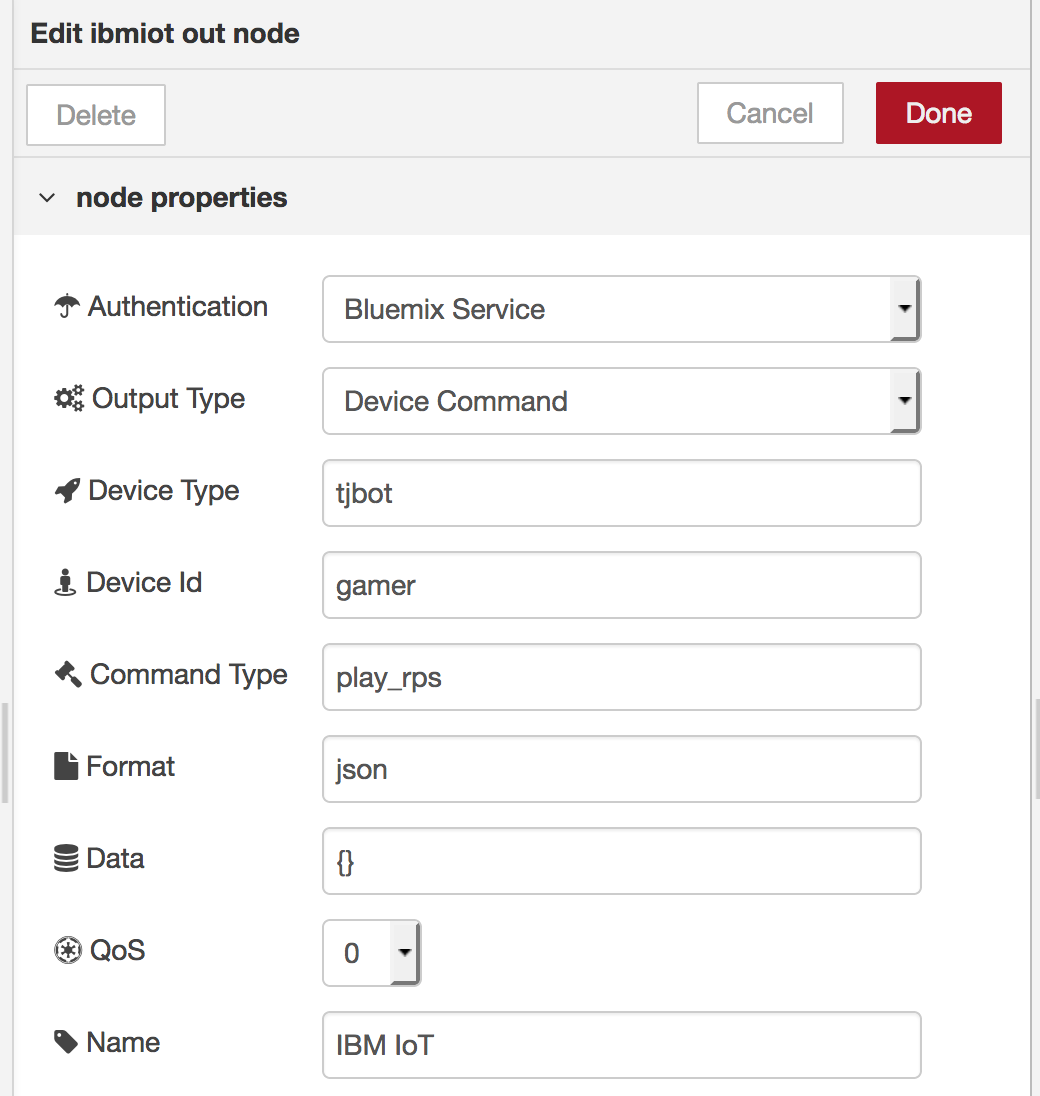 Edit ibmiot out node
Delete Cancel Done
node properties
Authentication Bluemix Service
Output Type Device Command
Device Type tjbot
Device Id gamer
Command Type play_rps
Format json
Data {}
QoS 0
Name IBM IoT